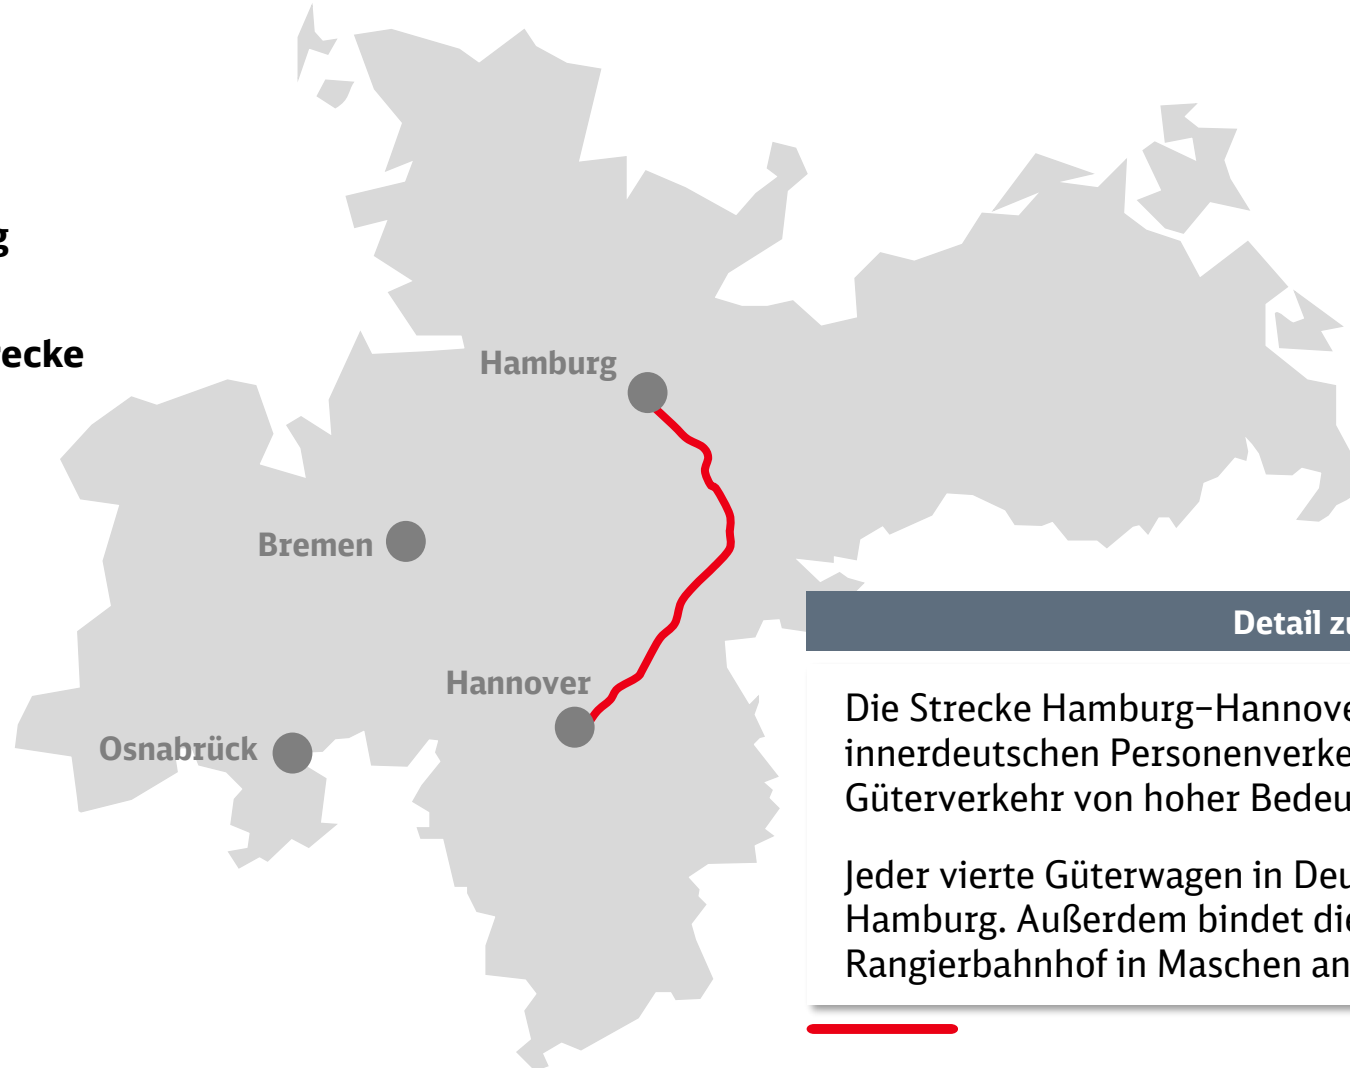 g
ecke
Hamburg
Bremen
Hannover
Osnabrück
Detail z
Die Strecke Hamburg–Hannove
innerdeutschen Personenverke
Güterverkehr von hoher Bedeu
Jeder vierte Güterwagen in Deu
Hamburg. Außerdem bindet die
Rangierbahnhof in Maschen an